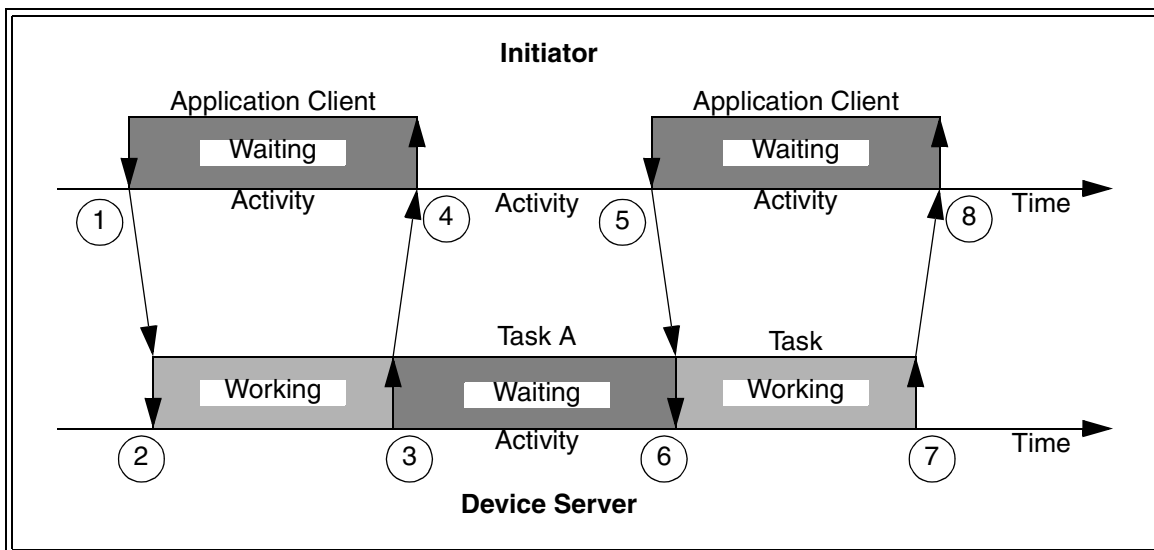 Initiator
Application Client Application Client
Waiting Waiting
Activity Activity Activity Time
1 4 5 8
Task A Task
Working Waiting Working
Activity Time
2 3 6 7
Device Server